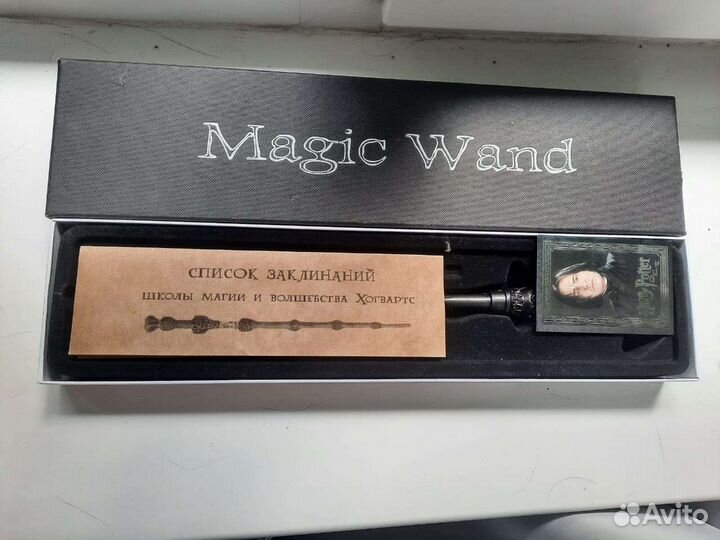 Magic Wand
СПИСОК ЗАКЛИНАНИЙ
ШКОЛЫ МАГИИ И ВОЛШЕБСТВА ХОГВАРТС
Harry Potter
Avito